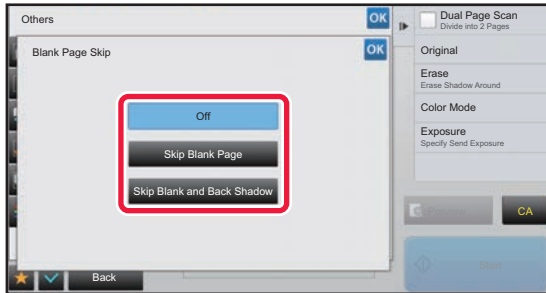 Others
OK
Blank Page Skip
OK
Off
Skip Blank Page
Skip Blank and Back Shadow
Back
Dual Page Scan
Divide into 2 Pages
Original
Erase
Erase Shadow Around
Color Mode
Exposure
Specify Send Exposure
CA
Start